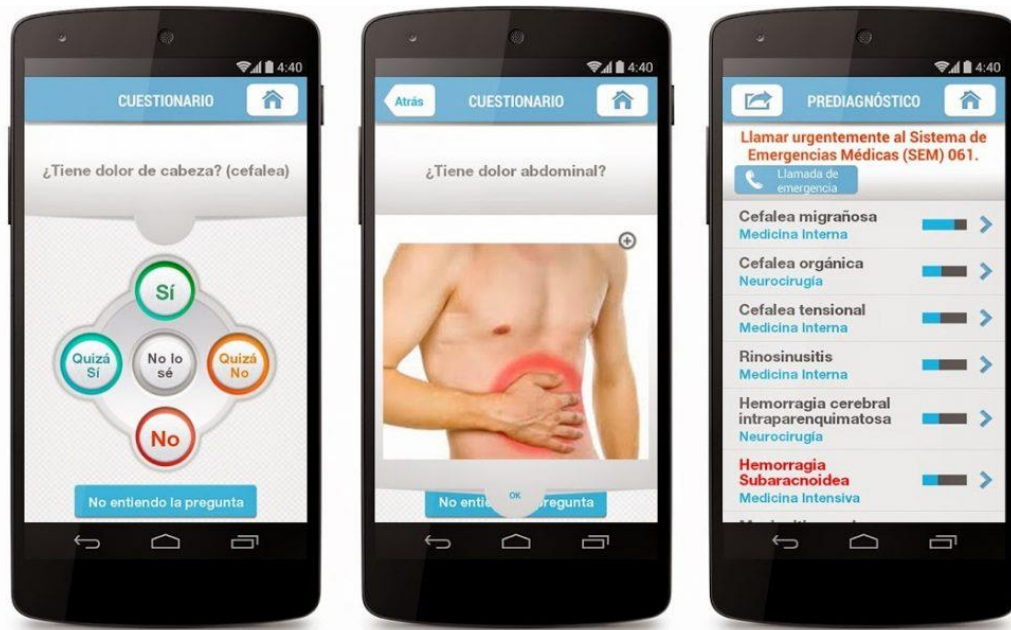 4:40
CUESTIONARIO
¿Tiene dolor de cabeza? (cefalea)
Sí
Quizá
Sí
No lo
sé
Quizá
No
No
No entiendo la pregunta
4:40
Atrás
CUESTIONARIO
¿Tiene dolor abdominal?
OK
No entie
pregunta
4:40
PREDIAGNÓSTICO
Llamar urgentemente al Sistema de
Emergencias Médicas (SEM) 061.
Llamada de
emergencia
Cefalea migrañosa
Medicina Interna
Cefalea orgánica
Neurocirugía
Cefalea tensional
Medicina Interna
Rinosinusitis
Medicina Interna
Hemorragia cerebral
intraparenquimatosa
Neurocirugía
Hemorragia
Subaracnoidea
Medicina Intensiva